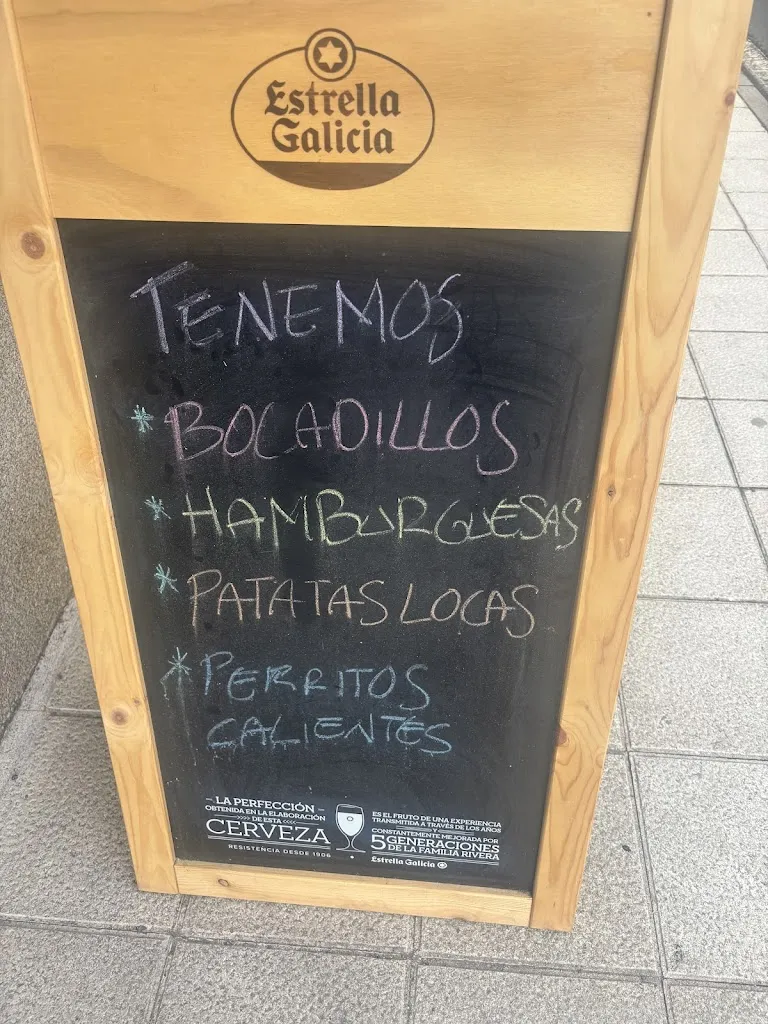 Estrella
Galicia
TENEMOS
* BOCADILLOS
* HAMBURGUESAS
* PATATAS LOCAS
* PERRITOS
CALIENTES
– LA PERFECCIÓN –
OBTENIDA EN LA ELABORACIÓN
>>>> DE ESTA <<<<
CERVEZA
RESISTENCIA DESDE 1906
ES EL FRUTO DE UNA EXPERIENCIA
TRANSMITIDA A TRAVÉS DE LOS AÑOS
Y
CONSTANTEMENTE MEJORADA POR
5 GENERACIONES
DE LA FAMILIA RIVERA
Estrella Galicia